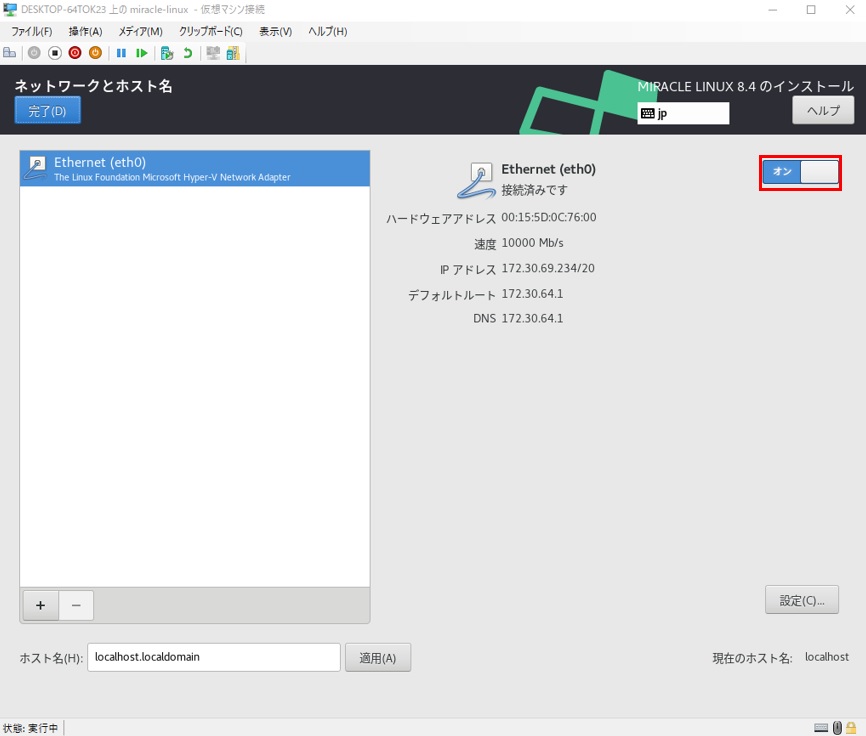 DESKTOP-64TOK23 上の miracle-linux - 仮想マシン接続
ファイル(F) 操作(A) メディア(M) クリップボード(C) 表示(V) ヘルプ(H)
ネットワークとホスト名
MIRACLE LINUX 8.4 のインストール
完了(D)
jp
ヘルプ
Ethernet (eth0)
The Linux Foundation Microsoft Hyper-V Network Adapter
Ethernet (eth0)
接続済みです
オン
ハードウェアアドレス 00:15:5D:0C:76:00
速度 10000 Mb/s
IP アドレス 172.30.69.234/20
デフォルトルート 172.30.64.1
DNS 172.30.64.1
+ −
設定(C)...
ホスト名(H): localhost.localdomain 適用(A) 現在のホスト名: localhost
状態: 実行中